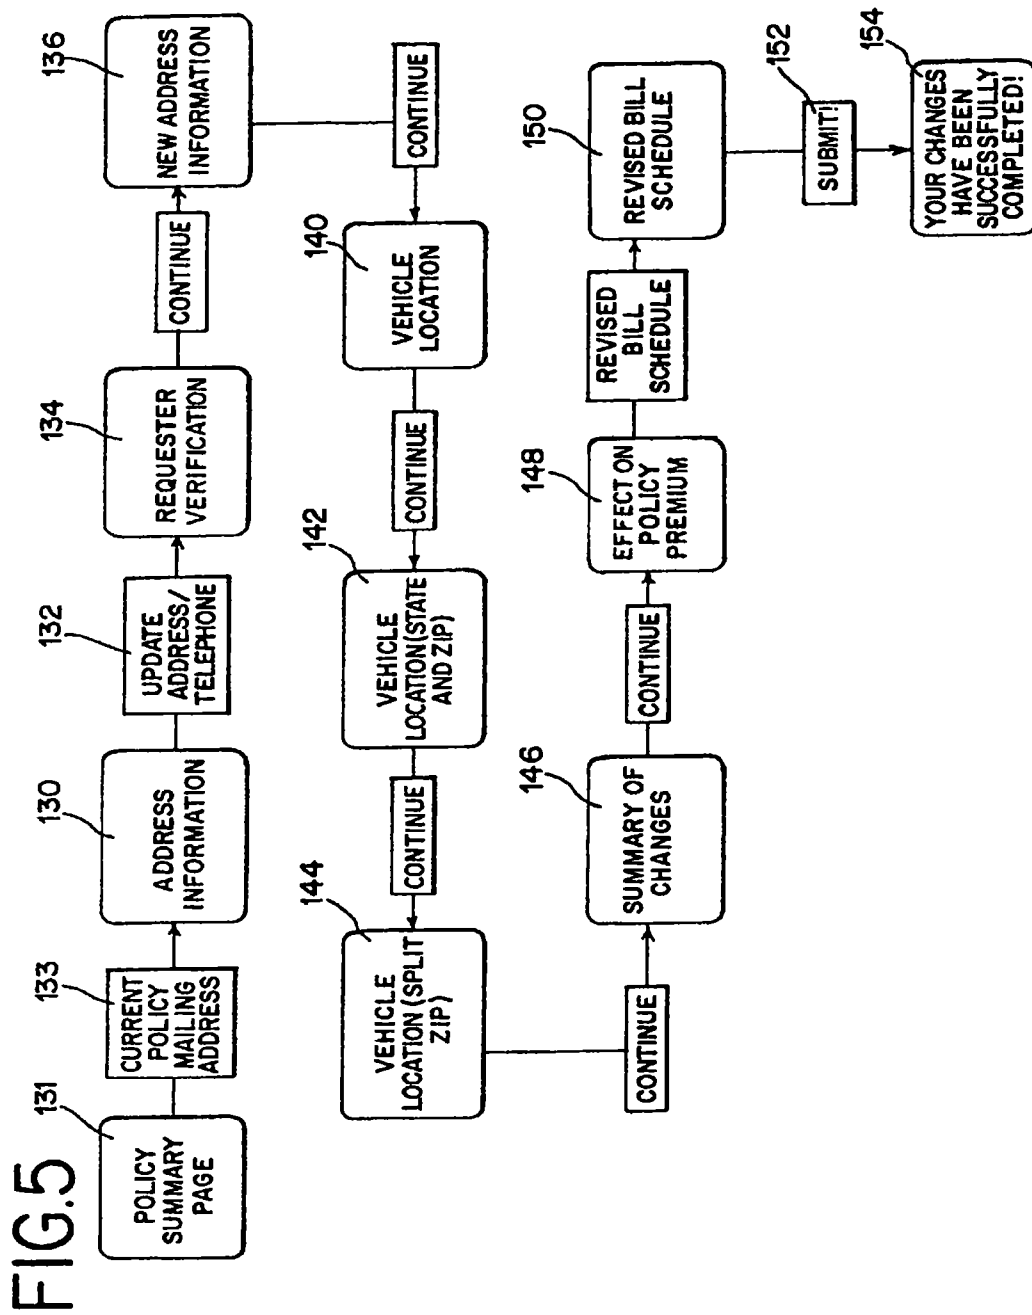 FIG.5
131
POLICY
SUMMARY
PAGE
133
CURRENT
POLICY
MAILING
ADDRESS
130
ADDRESS
INFORMATION
132
UPDATE
ADDRESS/
TELEPHONE
134
REQUESTER
VERIFICATION
CONTINUE
136
NEW ADDRESS
INFORMATION
CONTINUE
140
VEHICLE
LOCATION
CONTINUE
142
VEHICLE
LOCATION(STATE
AND ZIP)
CONTINUE
144
VEHICLE
LOCATION(SPLIT
ZIP)
CONTINUE
146
SUMMARY OF
CHANGES
CONTINUE
148
EFFECT ON
POLICY
PREMIUM
REVISED
BILL
SCHEDULE
150
REVISED BILL
SCHEDULE
152
SUBMIT!
154
YOUR CHANGES
HAVE BEEN
SUCCESSFULLY
COMPLETED!